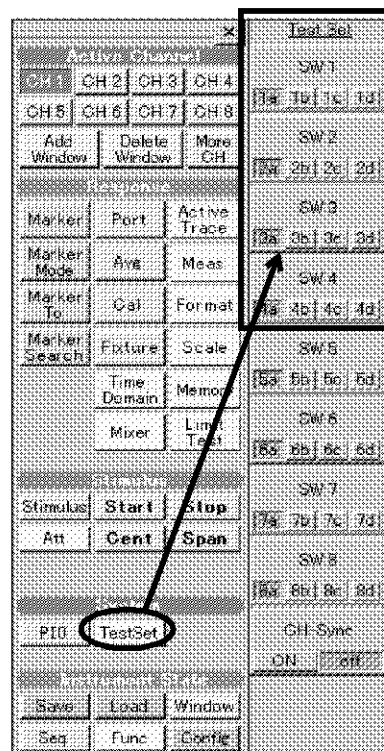 ×
Active Channel
CH 1 CH 2 CH 3 CH 4
CH 5 CH 6 CH 7 CH 8
Add Window Delete Window More CH
Response
Marker Port Active Trace
Marker Mode Avg Meas
Marker To Cal Format
Marker Search Fixture Scale
Time Domain Memory
Mixer Limit Test
Stimulus
Stimulus Start Stop
Att Cent Span
PIO TestSet
Instrument State
Save Load Window
Seq Func Config
Test Set
SW 1
1a 1b 1c 1d
SW 2
2a 2b 2c 2d
SW 3
3a 3b 3c 3d
SW 4
4a 4b 4c 4d
SW 5
5a 5b 5c 5d
SW 6
6a 6b 6c 6d
SW 7
7a 7b 7c 7d
SW 8
8a 8b 8c 8d
CH Sync
ON off